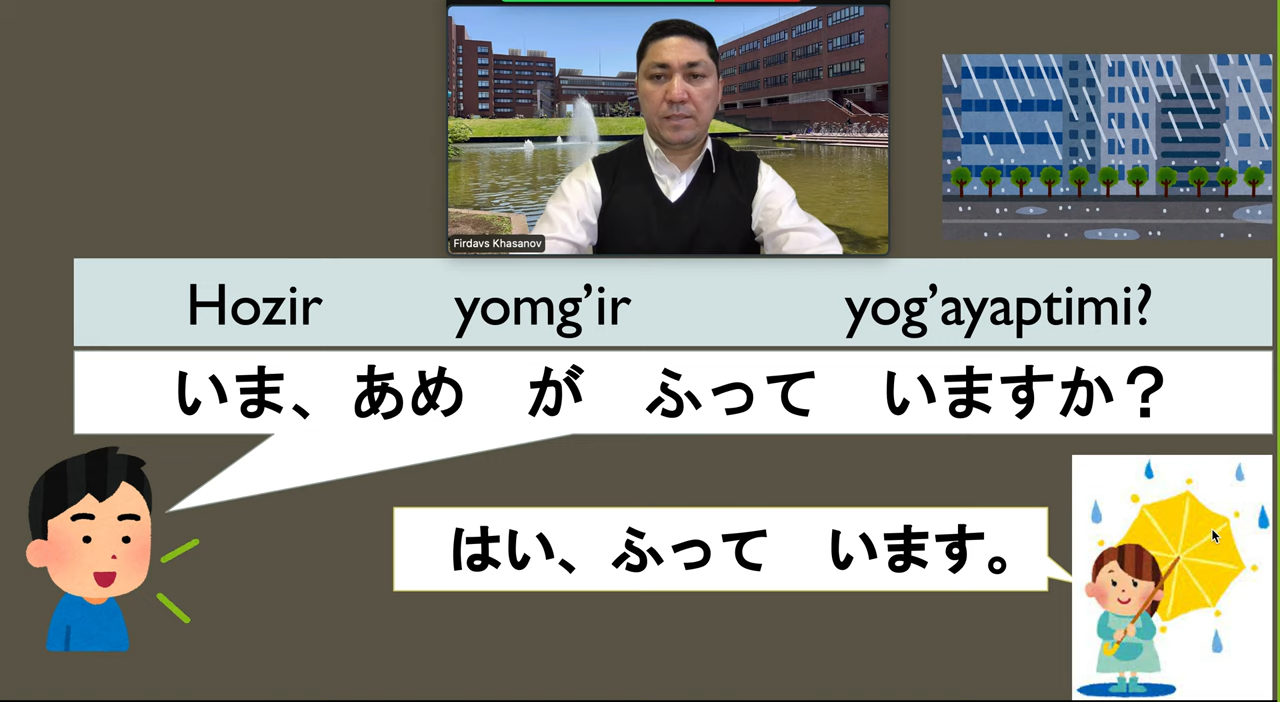 Firdavs Khasanov
Hozir yomg’ir yog’ayaptimi?
いま、あめ が ふって いますか？
はい、ふって います。